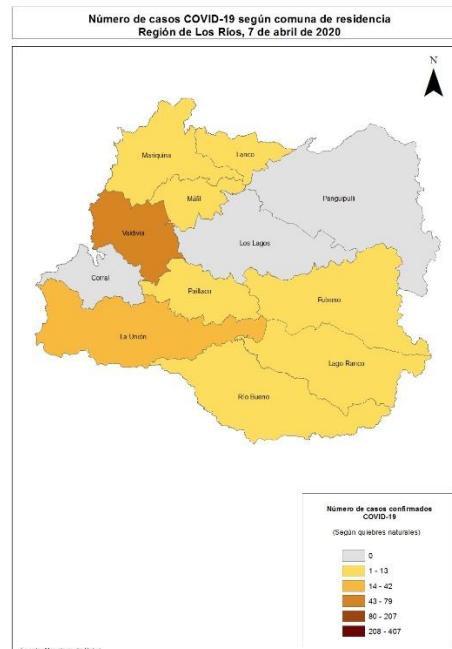 Número de casos COVID-19 según comuna de residencia
Región de Los Ríos, 7 de abril de 2020
N
Mariquina
Lanco
Panguipulli
Máfil
Valdivia
Los Lagos
Corral
Paillaco
Futrono
La Unión
Lago Ranco
Río Bueno
Número de casos confirmados
COVID-19
(Según quiebres naturales)
0
1 - 13
14 - 42
43 - 79
80 - 207
208 - 407